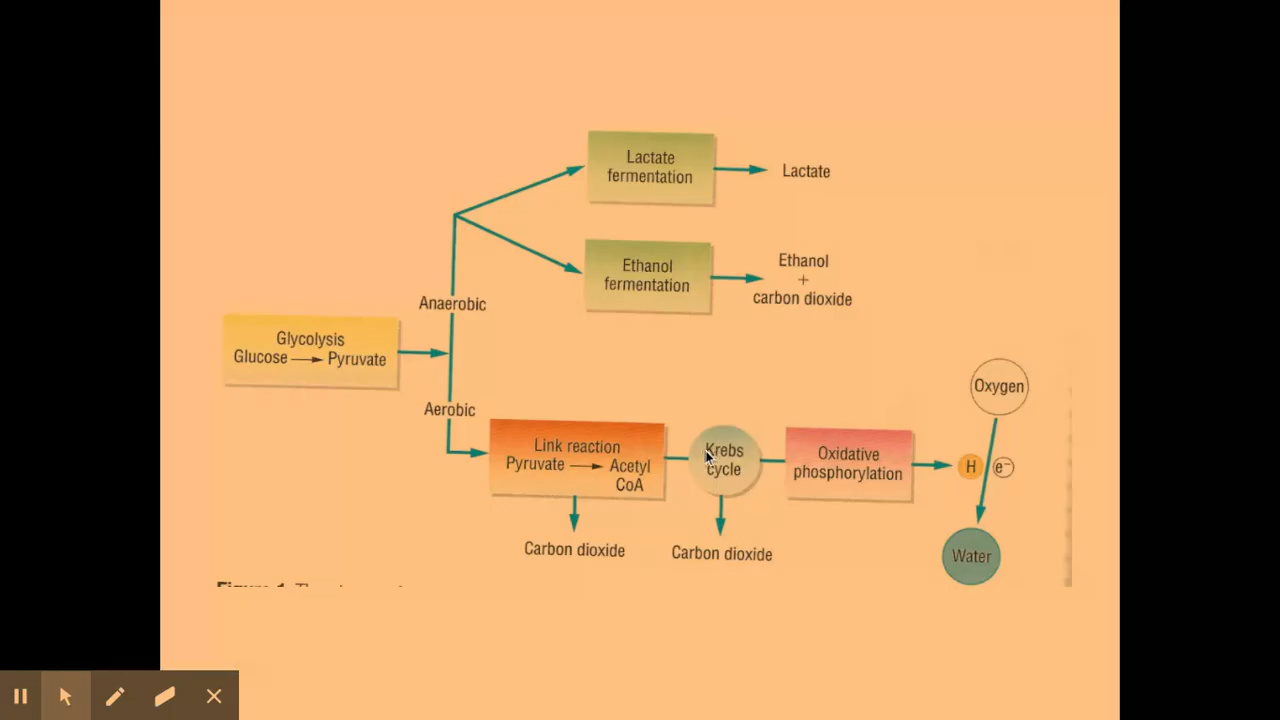 Lactate
fermentation
Lactate
Ethanol
fermentation
Ethanol
+
carbon dioxide
Anaerobic
Glycolysis
Glucose → Pyruvate
Aerobic
Oxygen
Link reaction
Pyruvate → Acetyl
CoA
Krebs
cycle
Oxidative
phosphorylation
H
e⁻
Carbon dioxide
Carbon dioxide
Water